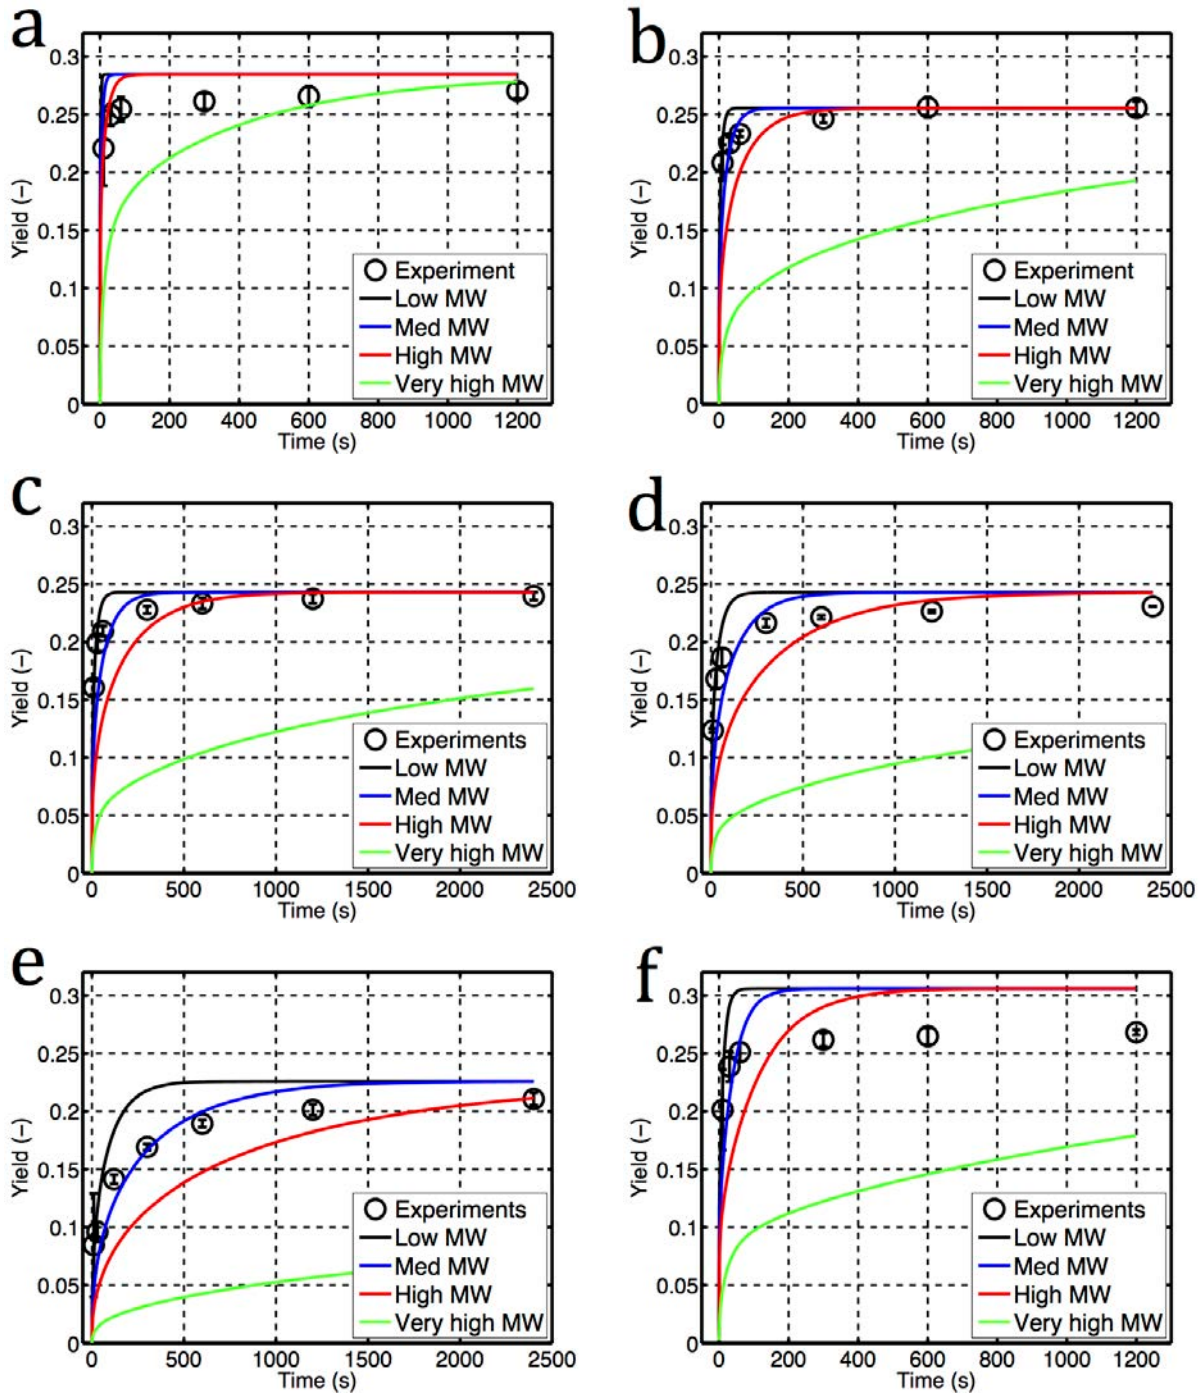 a
0.3
0.25
0.2
0.15
0.1
0.05
0
Yield (–)
Experiment
Low MW
Med MW
High MW
Very high MW
0 200 400 600 800 1000 1200
Time (s)
b
0.3
0.25
0.2
0.15
0.1
0.05
0
Yield (–)
Experiment
Low MW
Med MW
High MW
Very high MW
0 200 400 600 800 1000 1200
Time (s)
c
0.3
0.25
0.2
0.15
0.1
0.05
0
Yield (–)
Experiments
Low MW
Med MW
High MW
Very high MW
0 500 1000 1500 2000 2500
Time (s)
d
0.3
0.25
0.2
0.15
0.1
0.05
0
Yield (–)
Experiments
Low MW
Med MW
High MW
Very high MW
0 500 1000 1500 2000 2500
Time (s)
e
0.3
0.25
0.2
0.15
0.1
0.05
0
Yield (–)
Experiments
Low MW
Med MW
High MW
Very high MW
0 500 1000 1500 2000 2500
Time (s)
f
0.3
0.25
0.2
0.15
0.1
0.05
0
Yield (–)
Experiments
Low MW
Med MW
High MW
Very high MW
0 200 400 600 800 1000 1200
Time (s)